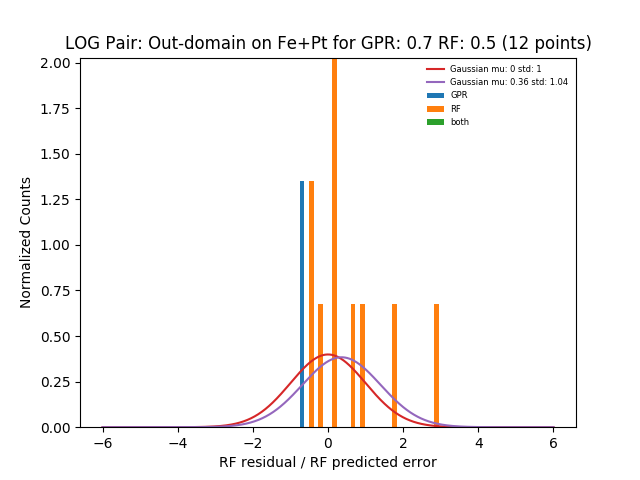 LOG Pair: Out-domain on Fe+Pt for GPR: 0.7 RF: 0.5 (12 points)
Gaussian mu: 0 std: 1
Gaussian mu: 0.36 std: 1.04
GPR
RF
both
Normalized Counts
2.00
1.75
1.50
1.25
1.00
0.75
0.50
0.25
0.00
−6 −4 −2 0 2 4 6
RF residual / RF predicted error